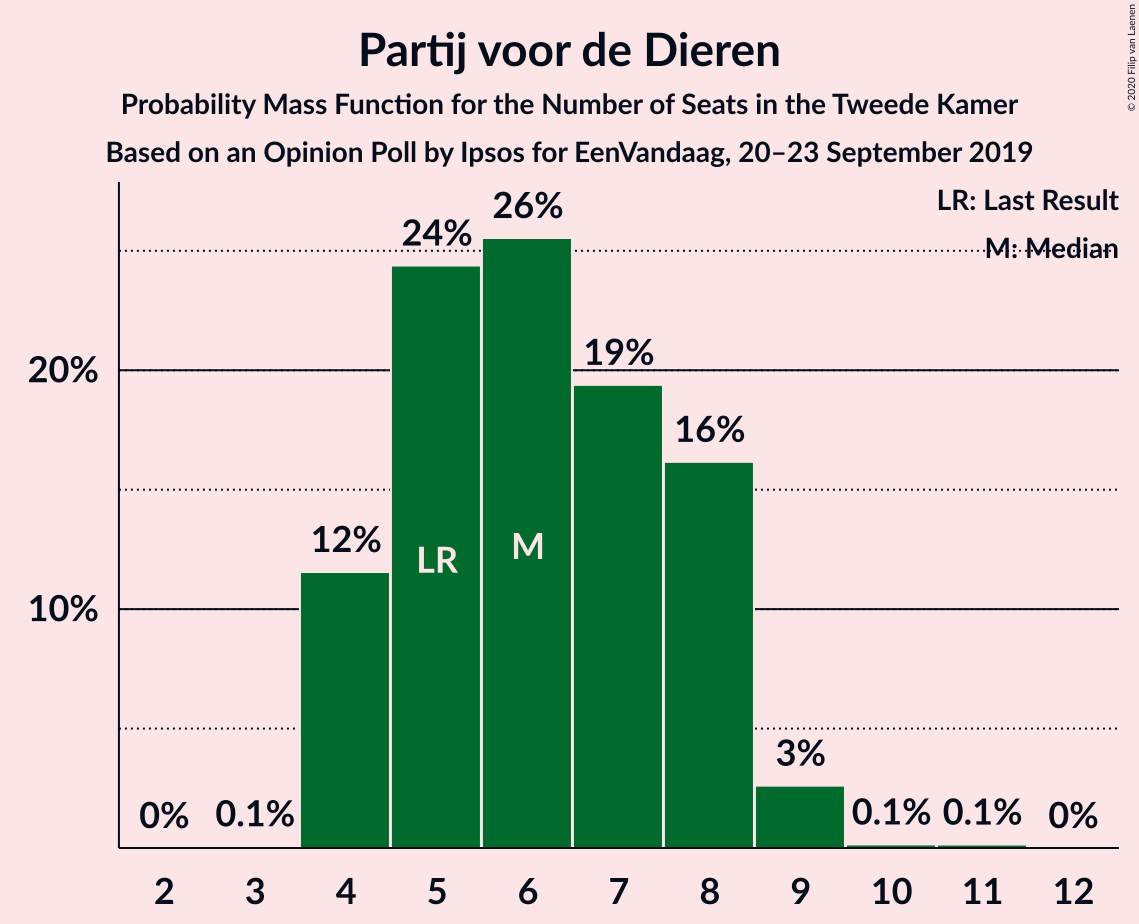 Partij voor de Dieren
Probability Mass Function for the Number of Seats in the Tweede Kamer
Based on an Opinion Poll by Ipsos for EenVandaag, 20–23 September 2019
© 2020 Filip van Laenen
LR: Last Result
M: Median
26%
24%
20%
19%
16%
12%
LR
M
10%
3%
0%
0.1%
0.1%
0.1%
0%
2 3 4 5 6 7 8 9 10 11 12